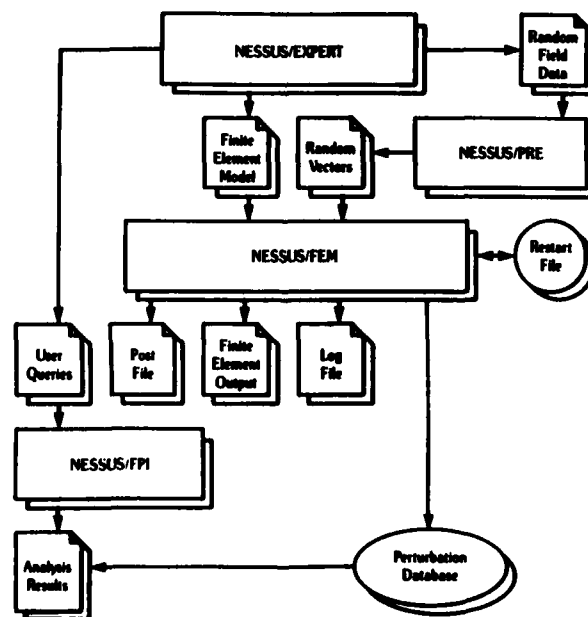 NESSUS/EXPERT
Random
Field
Data
Finite
Element
Model
Random
Vectors
NESSUS/PRE
NESSUS/FEM
Restart
File
User
Queries
Post
File
Finite
Element
Output
Log
File
NESSUS/FPI
Analysis
Results
Perturbation
Database